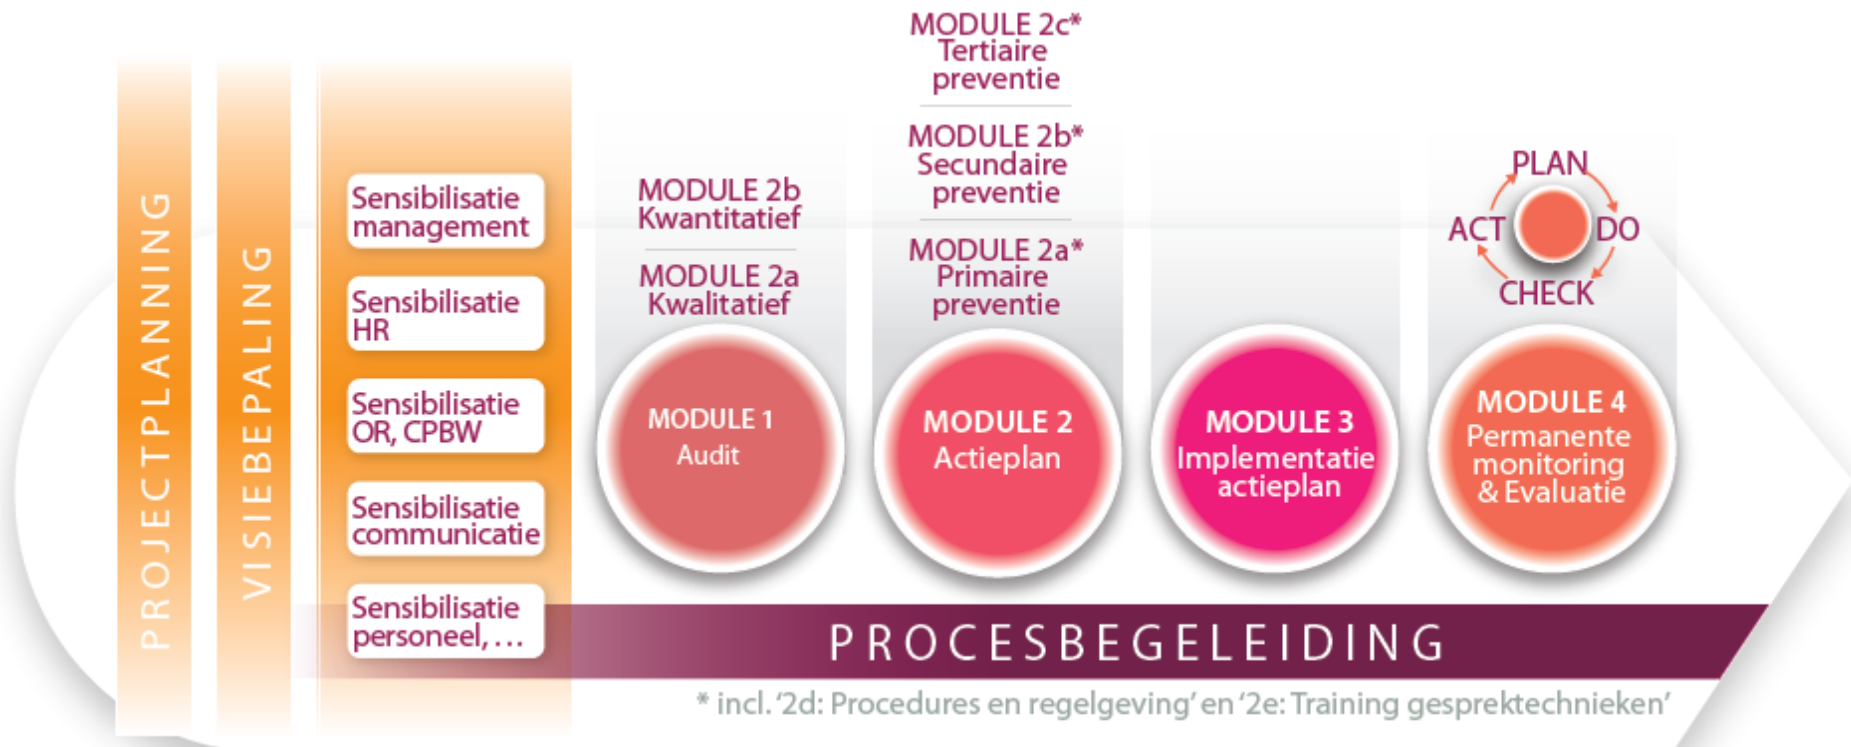 PROJECTPLANNING
VISIEBEPALING
Sensibilisatie
management
Sensibilisatie
HR
Sensibilisatie
OR, CPBW
Sensibilisatie
communicatie
Sensibilisatie
personeel, ...
MODULE 2b
Kwantitatief
MODULE 2a
Kwalitatief
MODULE 1
Audit
MODULE 2c*
Tertiaire
preventie
MODULE 2b*
Secundaire
preventie
MODULE 2a*
Primaire
preventie
MODULE 2
Actieplan
MODULE 3
Implementatie
actieplan
PLAN
DO
CHECK
ACT
MODULE 4
Permanente
monitoring
& Evaluatie
PROCESBEGELEIDING
* incl. ‘2d: Procedures en regelgeving’ en ‘2e: Training gesprektechnieken’